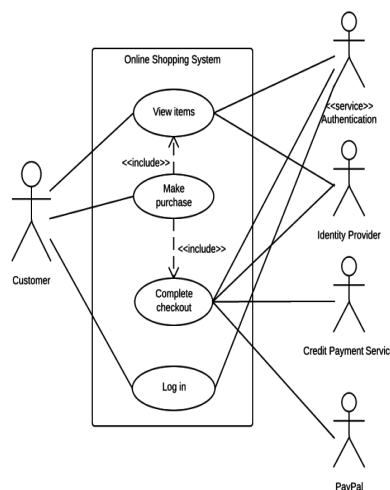 Online Shopping System
View items
<<service>>
Authentication
<<include>>
Make
purchase
Identity Provider
<<include>>
Customer
Complete
checkout
Credit Payment Servic
Log in
PayPal